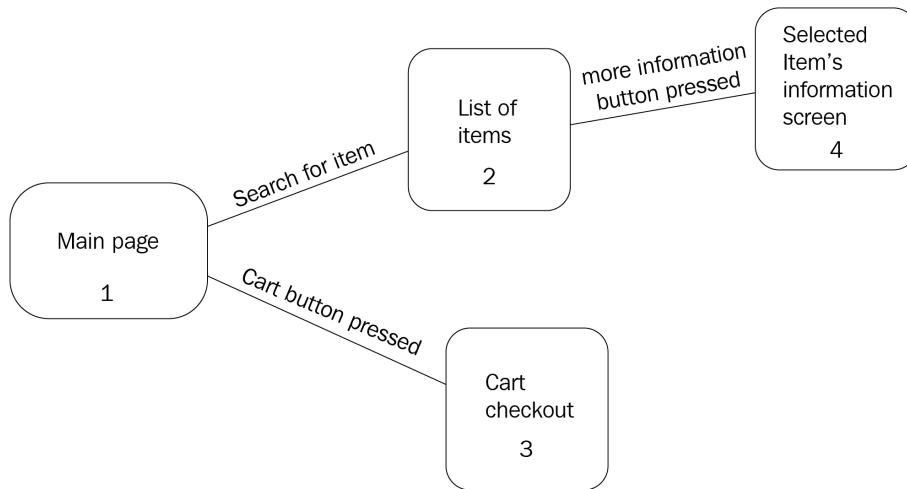 Main page
1
Search for item
List of
items
2
more information
button pressed
Selected
Item's
information
screen
4
Cart button pressed
Cart
checkout
3